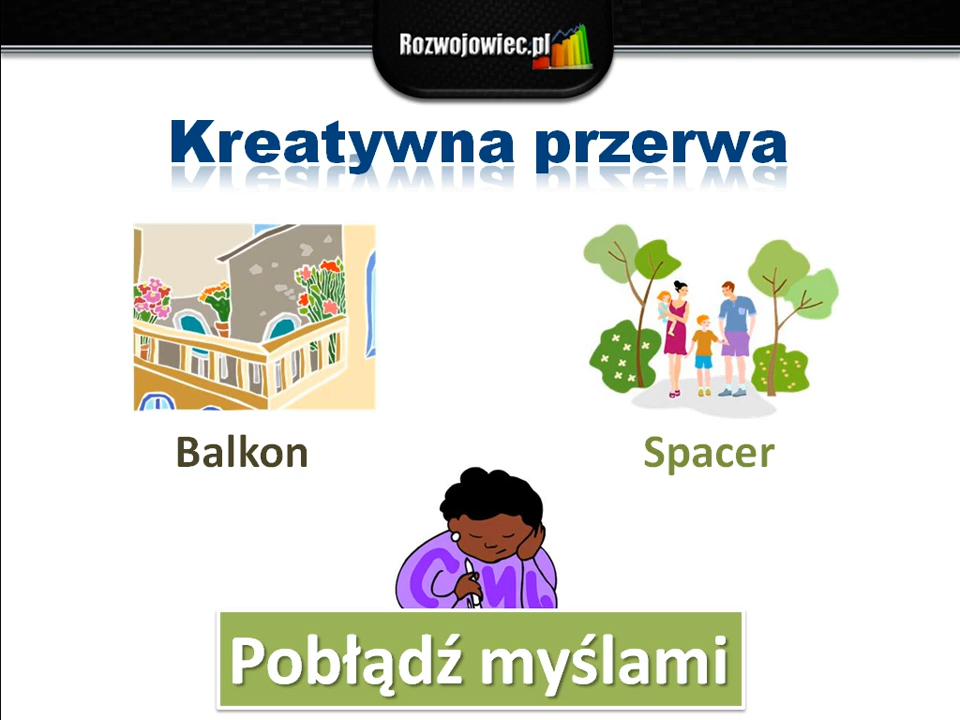 Rozwojowiec.pl
Kreatywna przerwa
Balkon
Spacer
Pobłądź myślami